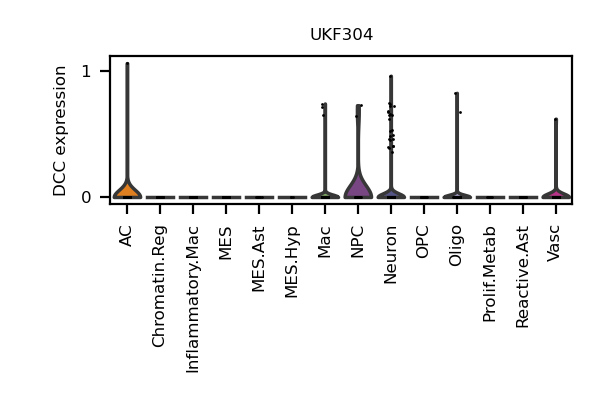 UKF304
DCC expression
1
0
AC
Chromatin.Reg
Inflammatory.Mac
MES
MES.Ast
MES.Hyp
Mac
NPC
Neuron
OPC
Oligo
Prolif.Metab
Reactive.Ast
Vasc